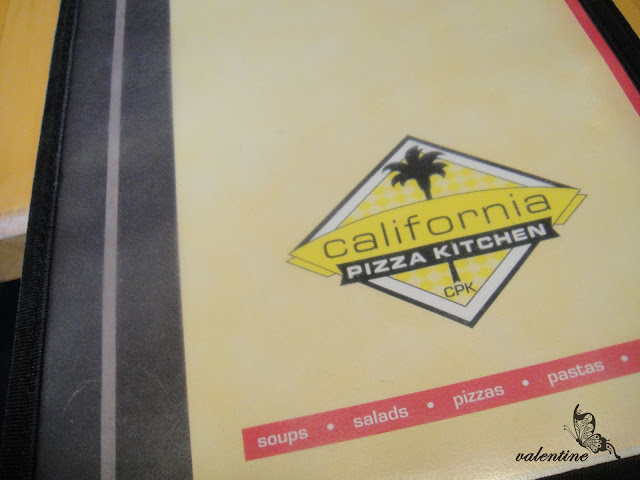 california
PIZZA KITCHEN
CPK
soups • salads • pizzas • pastas •
valentine